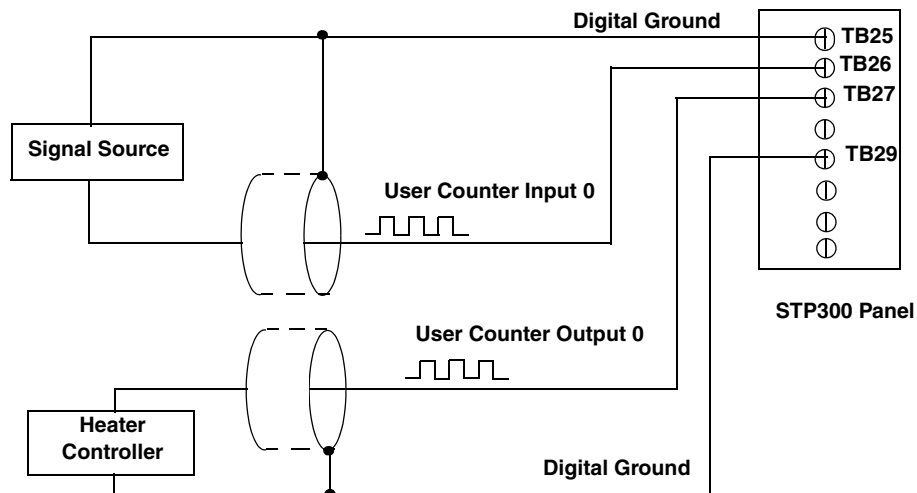 Digital Ground
TB25
TB26
TB27
Signal Source
TB29
User Counter Input 0
STP300 Panel
User Counter Output 0
Heater
Controller
Digital Ground